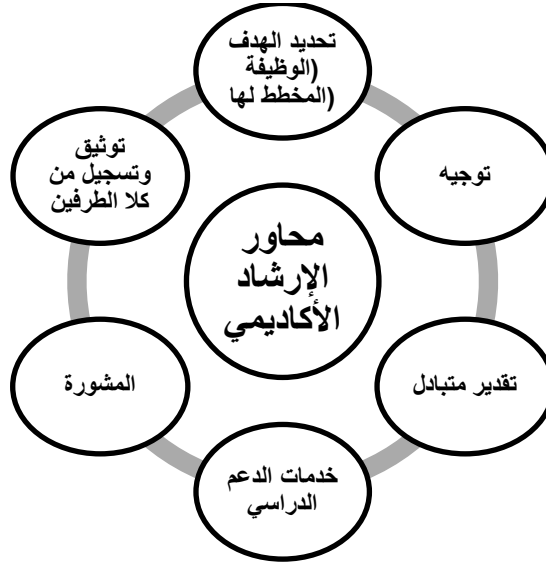 تحديد الهدف
(الوظيفة
المخطط لها)
توجيه
تقدير متبادل
خدمات الدعم
الدراسي
المشورة
توثيق
وتسجيل من
كلا الطرفين
محاور
الإرشاد
الأكاديمي